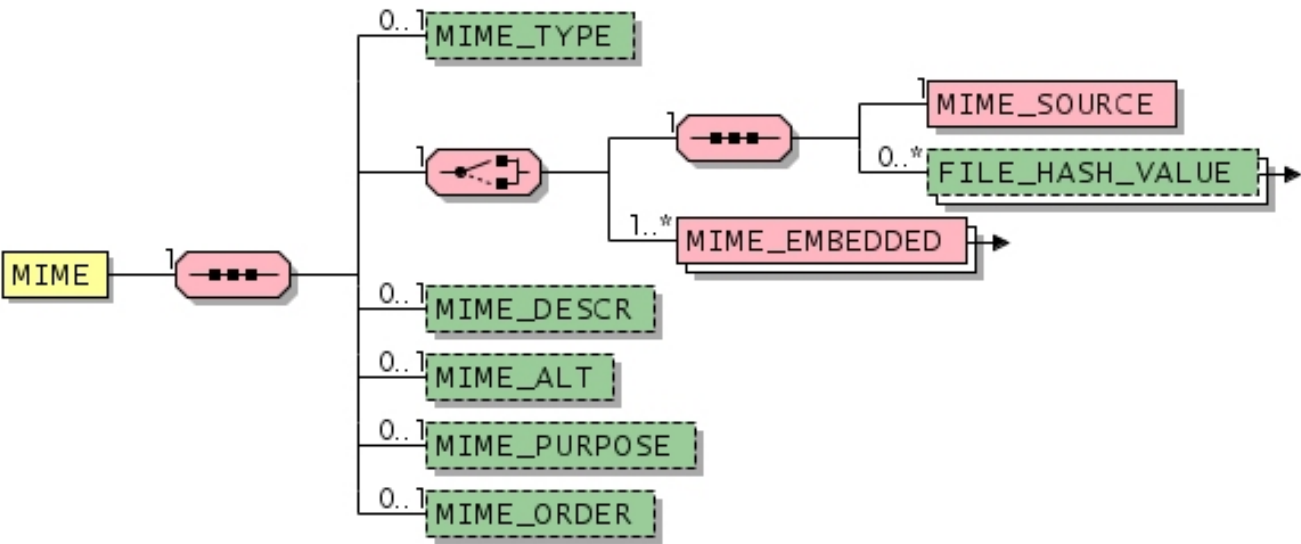 0..1
MIME_TYPE
1
MIME_SOURCE
1
0..*
FILE_HASH_VALUE
1
1..*
MIME_EMBEDDED
MIME
1
0..1
MIME_DESCR
0..1
MIME_ALT
0..1
MIME_PURPOSE
0..1
MIME_ORDER